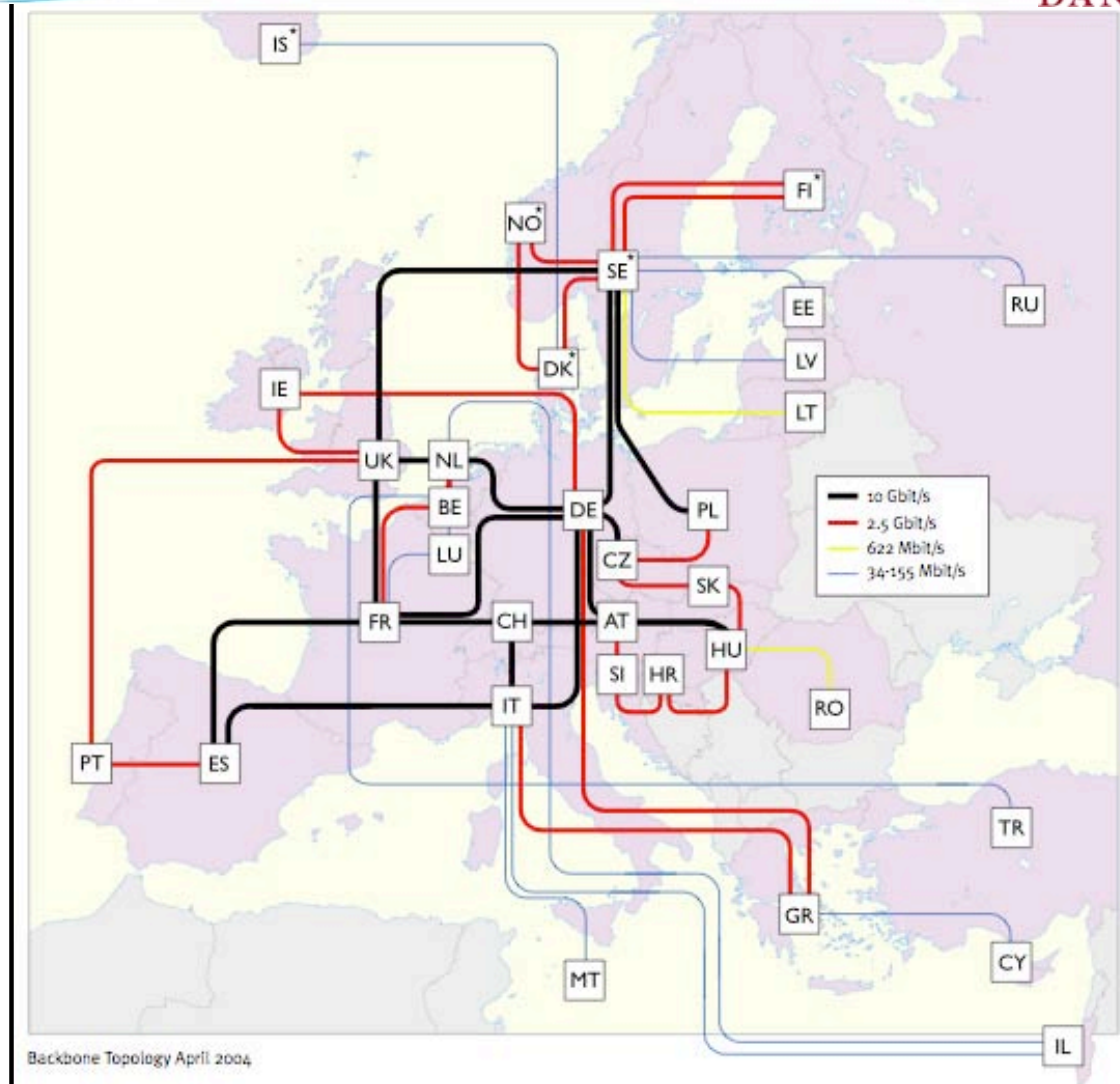 IS*
FI*
NO*
SE*
EE
RU
DK*
LV
IE
LT
UK
NL
10 Gbit/s
BE
DE
PL
2.5 Gbit/s
622 Mbit/s
LU
CZ
34-155 Mbit/s
SK
FR
CH
AT
HU
SI
HR
IT
RO
PT
ES
TR
GR
CY
MT
IL
Backbone Topology April 2004